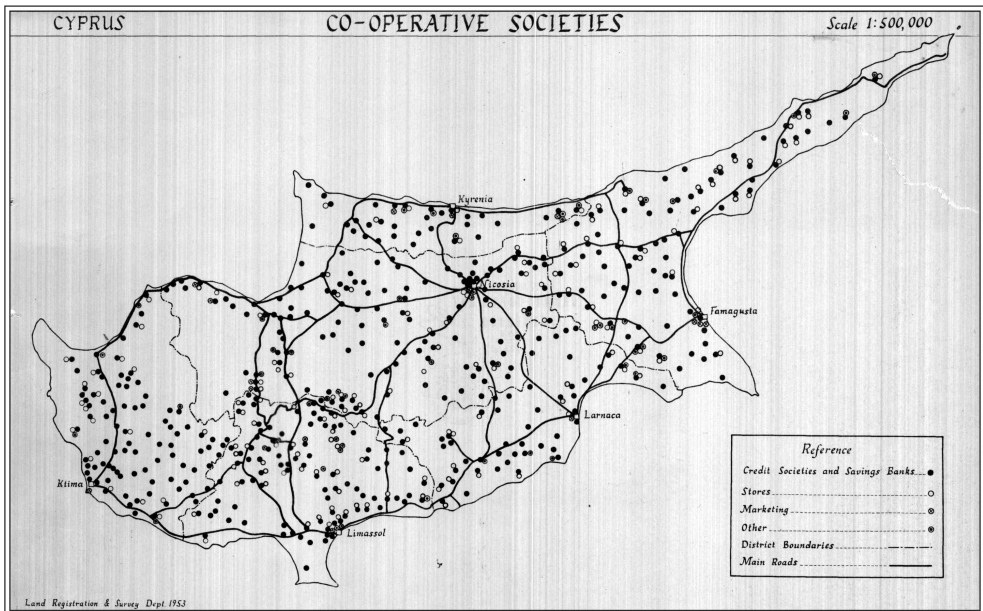 CYPRUS
CO-OPERATIVE SOCIETIES
Scale 1:500,000
Kyrenia
Nicosia
Famagusta
Larnaca
Ktima
Limassol
Reference
Credit Societies and Savings Banks
Stores
Marketing
Other
District Boundaries
Main Roads
Land Registration & Survey Dept 1953